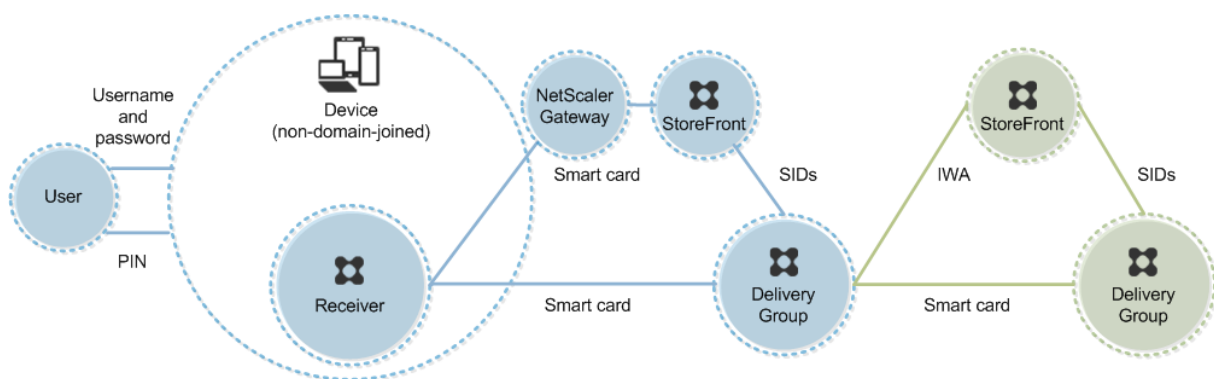 Username
and
password
User
PIN
Device
(non-domain-joined)
Receiver
NetScaler
Gateway
StoreFront
Smart card
SIDs
Smart card
Delivery
Group
IWA
StoreFront
SIDs
Smart card
Delivery
Group